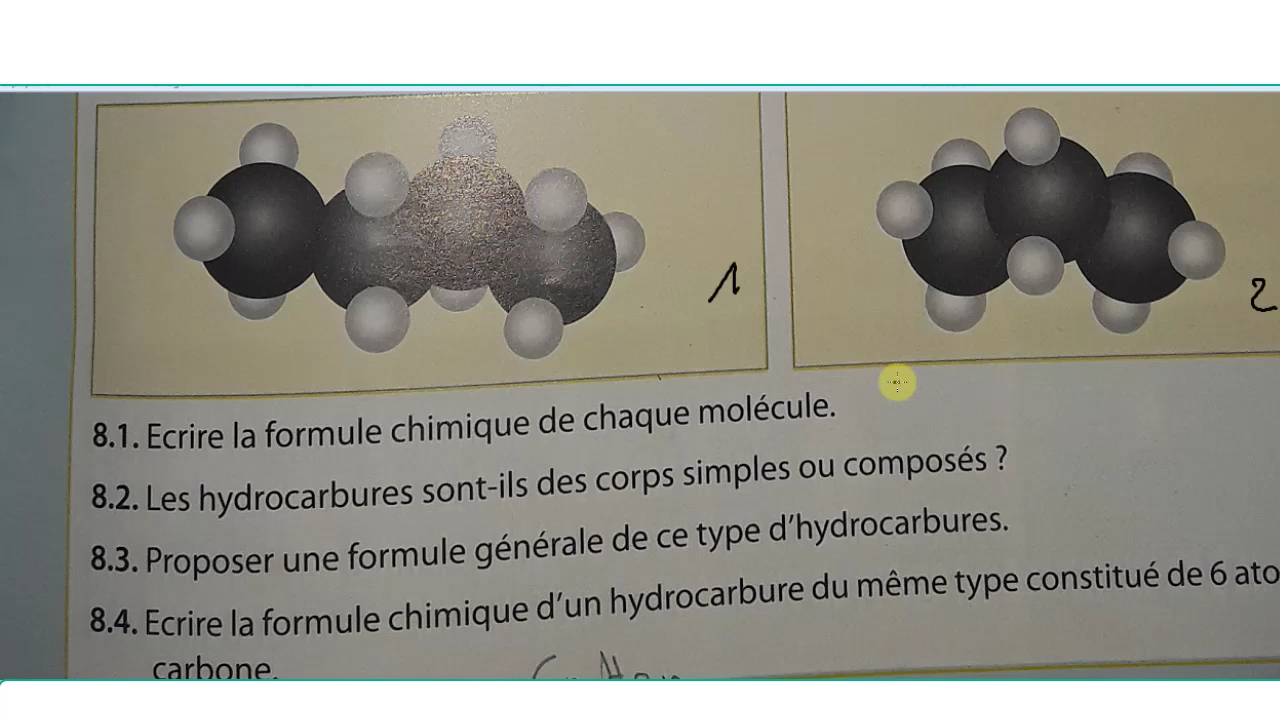 1
2
8.1. Ecrire la formule chimique de chaque molécule.
8.2. Les hydrocarbures sont-ils des corps simples ou composés ?
8.3. Proposer une formule générale de ce type d'hydrocarbures.
8.4. Ecrire la formule chimique d'un hydrocarbure du même type constitué de 6 ato
carbone.